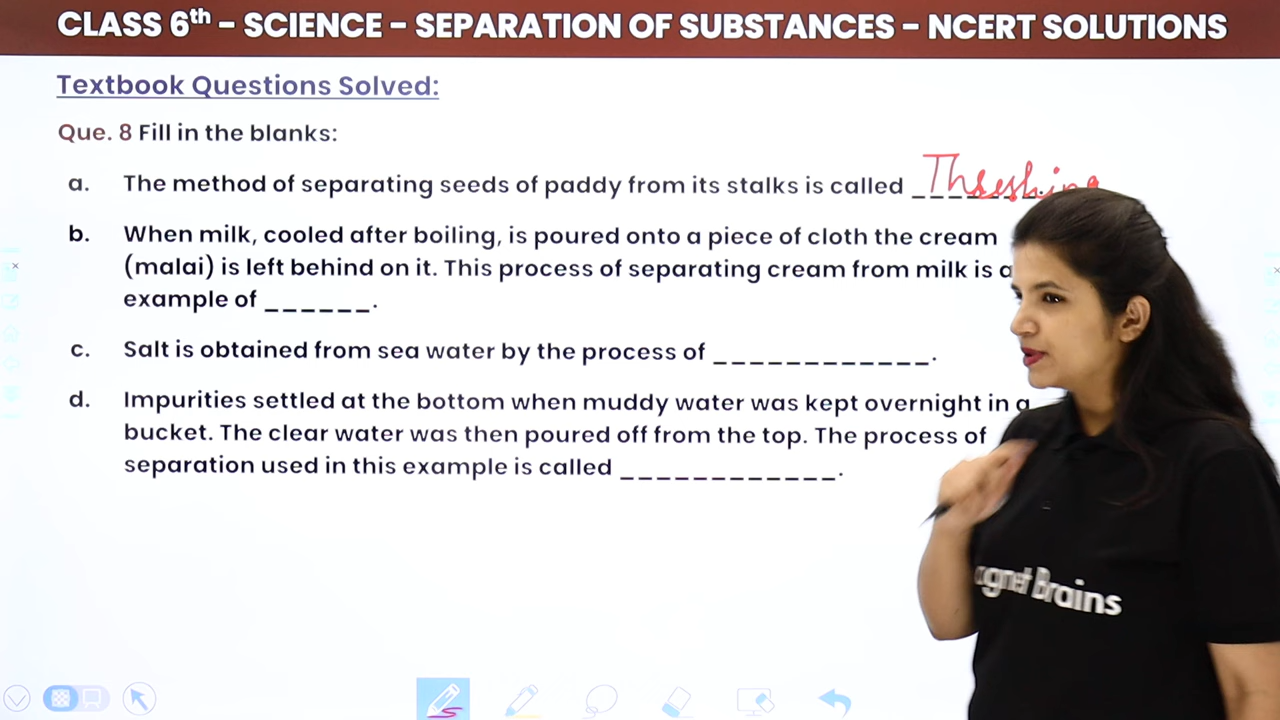 CLASS 6th – SCIENCE – SEPARATION OF SUBSTANCES – NCERT SOLUTIONS
Textbook Questions Solved:
Que. 8 Fill in the blanks:
a. The method of separating seeds of paddy from its stalks is called Threshing
b. When milk, cooled after boiling, is poured onto a piece of cloth the cream
(malai) is left behind on it. This process of separating cream from milk is a
example of ______.
c. Salt is obtained from sea water by the process of ____________.
d. Impurities settled at the bottom when muddy water was kept overnight in a
bucket. The clear water was then poured off from the top. The process of
separation used in this example is called ____________.
agnet Brains